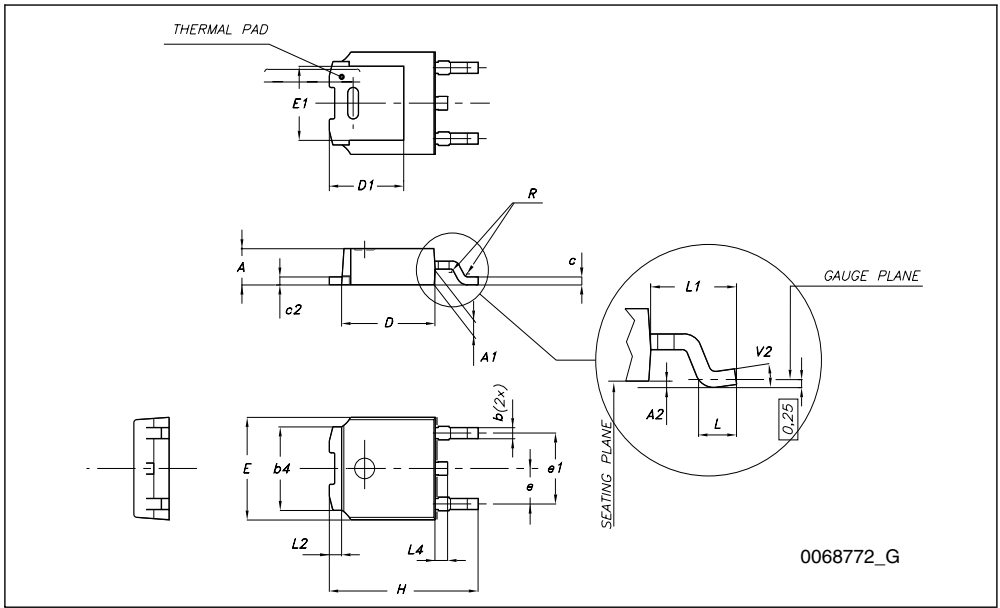 THERMAL PAD
E1
D1
R
A
c
c2
D
A1
GAUGE PLANE
L1
V2
A2
L
0,25
SEATING PLANE
b(2x)
E
b4
e
e1
L2
L4
H
0068772_G